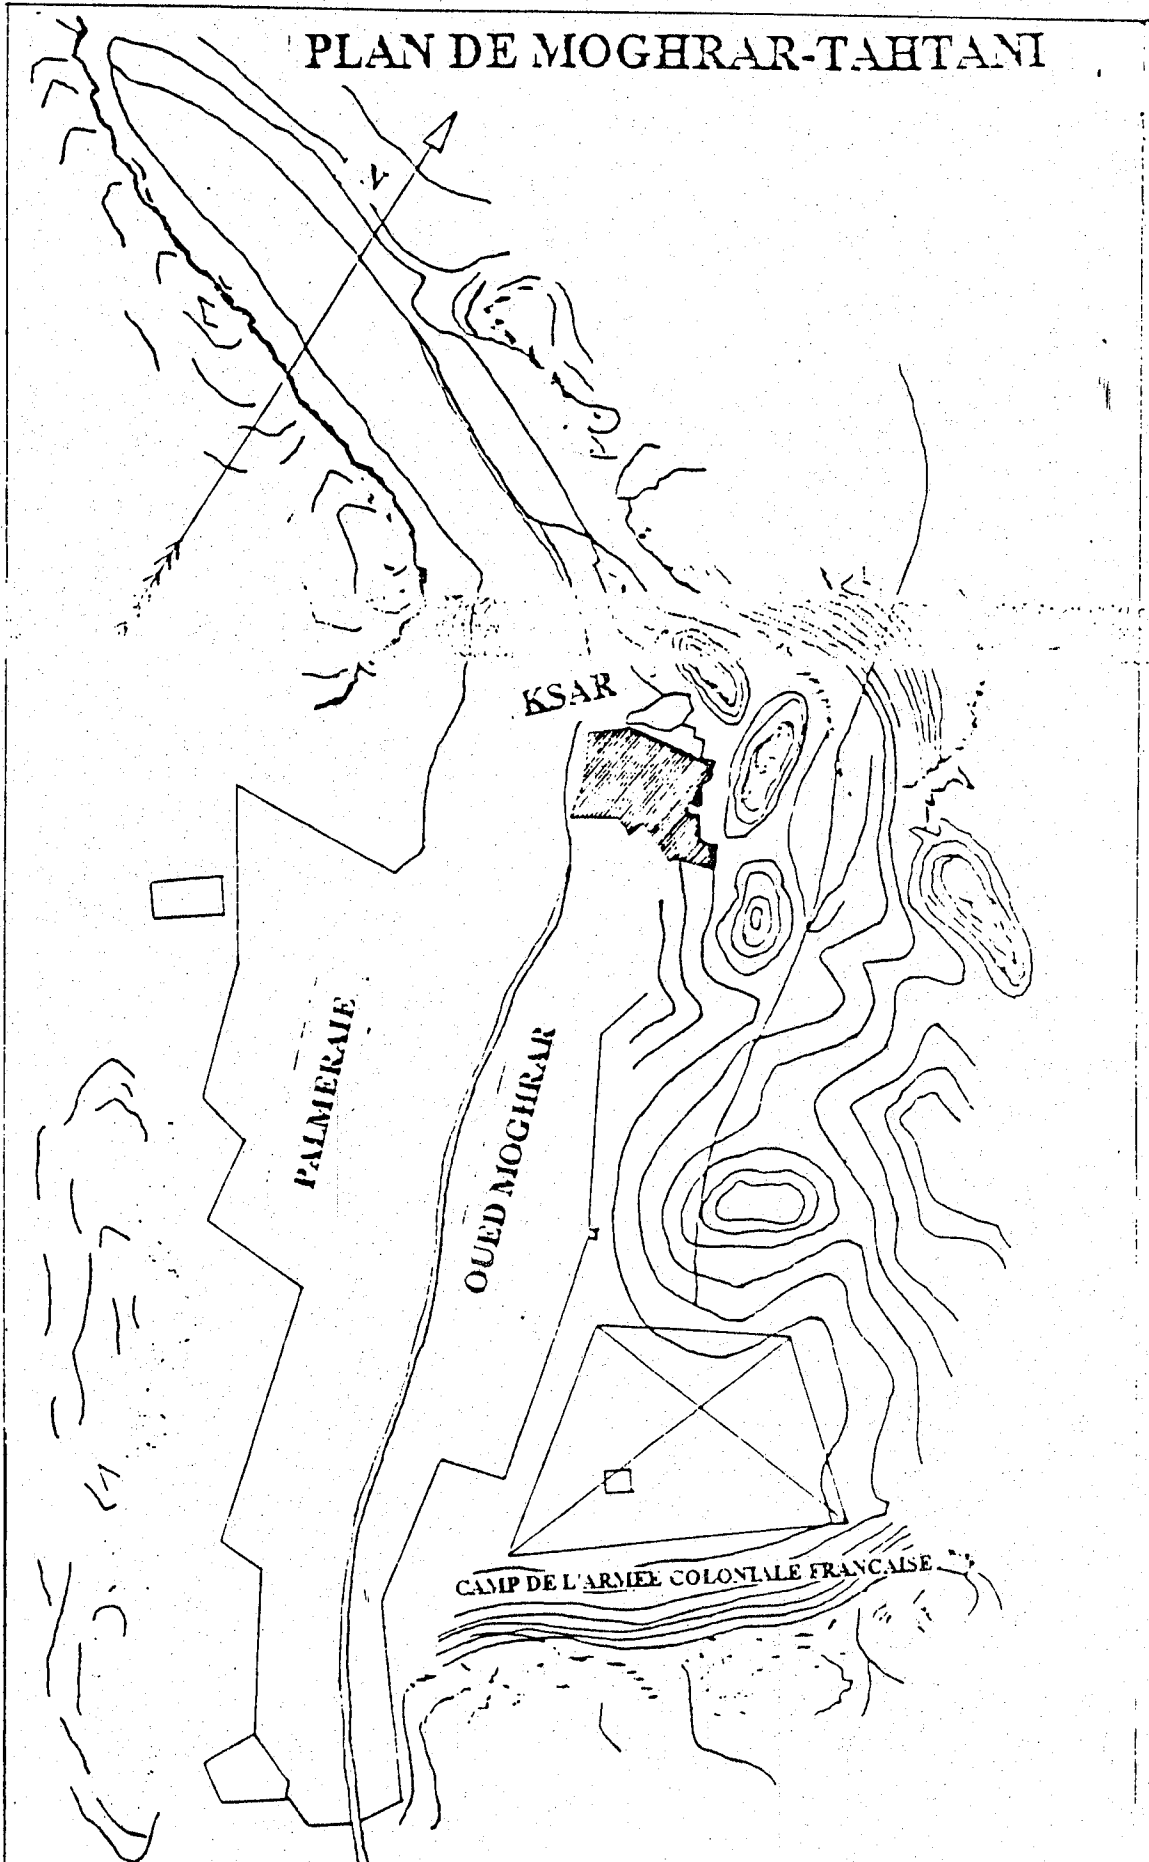 PLAN DE MOGHRAR-TAHTANI
N
KSAR
PALMERAIE
OUED MOGHRAR
CAMP DE L'ARMEE COLONIALE FRANCAISE